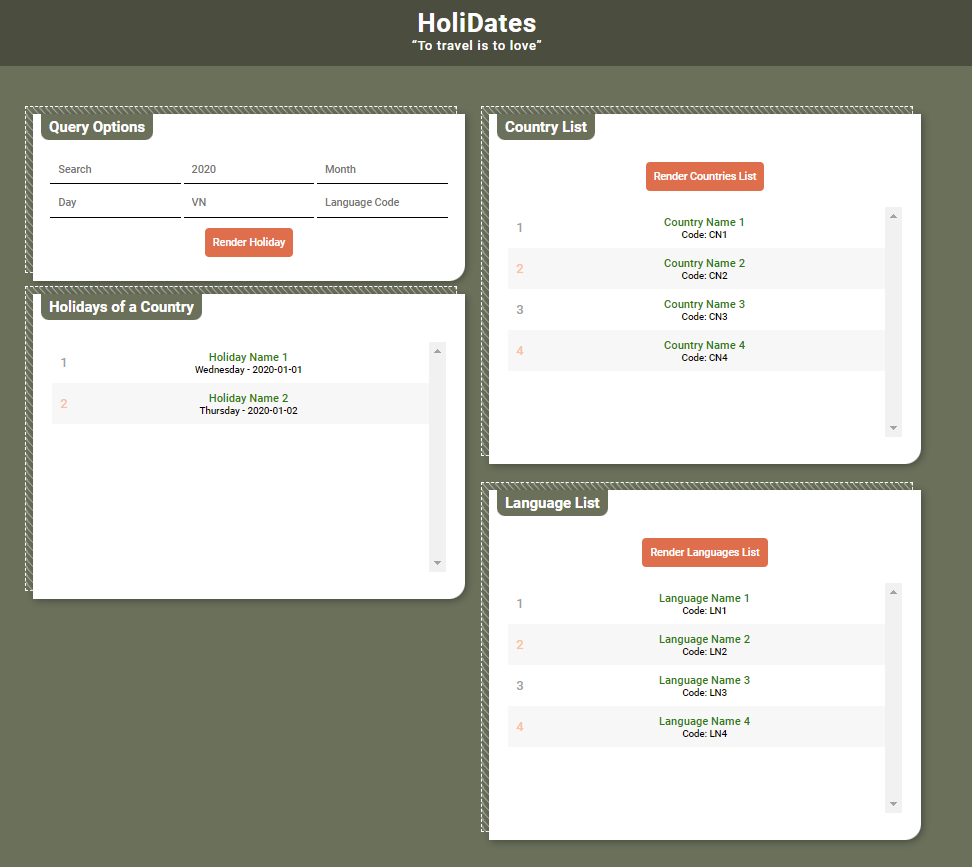 HoliDates
“To travel is to love”
Query Options
Search 2020 Month
Day VN Language Code
Render Holiday
Holidays of a Country
1 Holiday Name 1
Wednesday - 2020-01-01
2 Holiday Name 2
Thursday - 2020-01-02
Country List
Render Countries List
1 Country Name 1
Code: CN1
2 Country Name 2
Code: CN2
3 Country Name 3
Code: CN3
4 Country Name 4
Code: CN4
Language List
Render Languages List
1 Language Name 1
Code: LN1
2 Language Name 2
Code: LN2
3 Language Name 3
Code: LN3
4 Language Name 4
Code: LN4